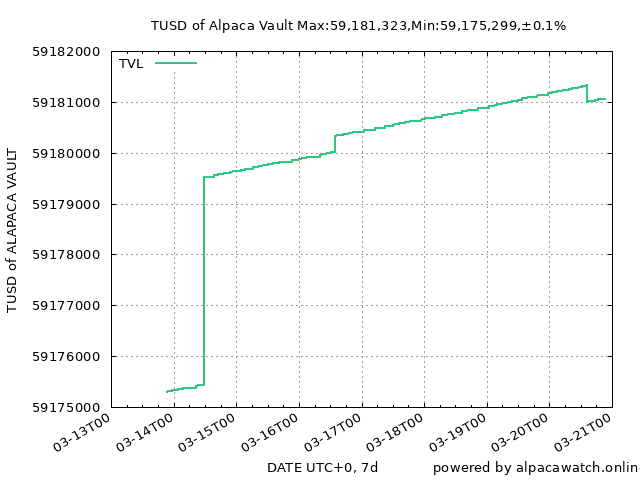 TUSD of Alpaca Vault Max:59,181,323,Min:59,175,299,±0.1%
TVL
59182000
59181000
59180000
59179000
59178000
59177000
59176000
59175000
TUSD of ALAPACA VAULT
03-13T00
03-14T00
03-15T00
03-16T00
03-17T00
03-18T00
03-19T00
03-20T00
03-21T00
DATE UTC+0, 7d
powered by alpacawatch.onlin